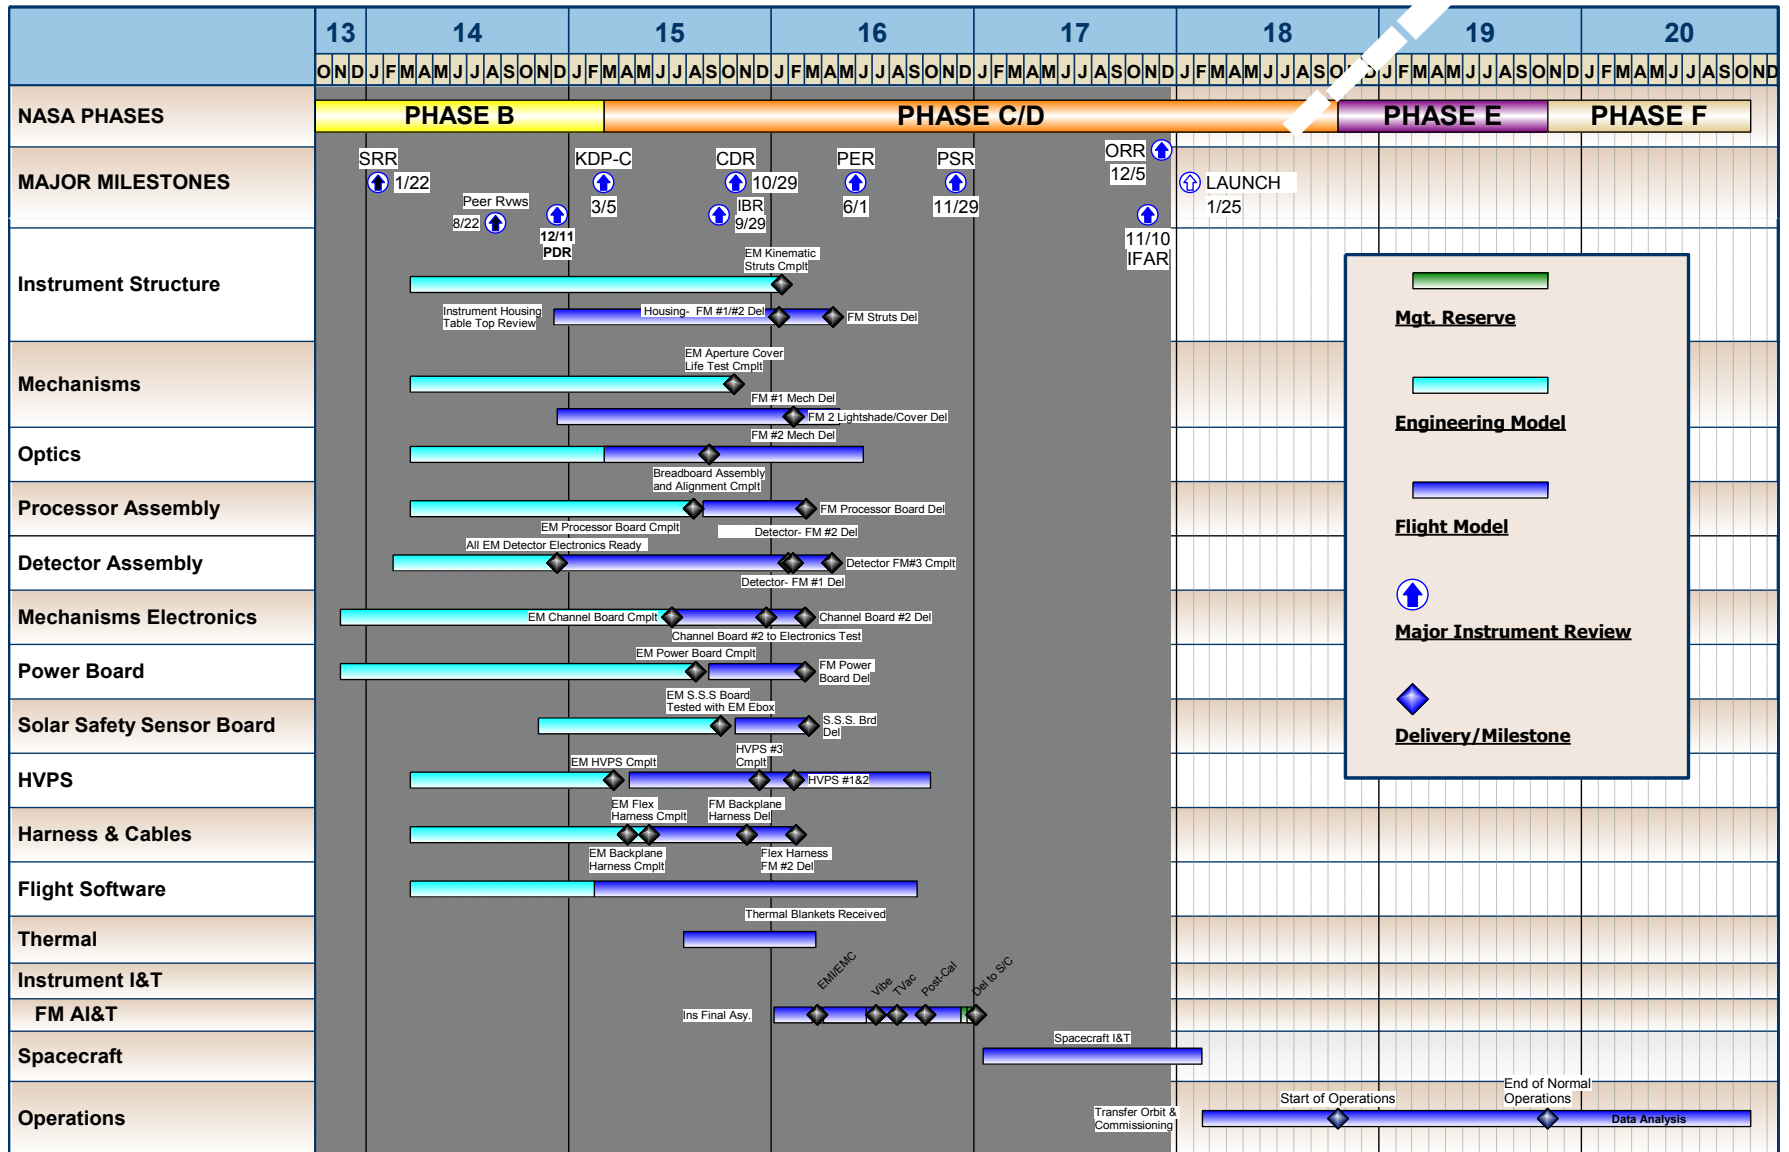 13 14 15 16 17 18 19 20
O N D J F M A M J J A S O N D J F M A M J J A S O N D J F M A M J J A S O N D J F M A M J J A S O N D J F M A M J J A S O N D J F M A M J J A S O N D J F M A M J J A S O N D
NASA PHASES
PHASE B
PHASE C/D
PHASE E
PHASE F
MAJOR MILESTONES
SRR
1/22
Peer Rvws
8/22
12/11
PDR
KDP-C
3/5
CDR
10/29
IBR
9/29
PER
6/1
PSR
11/29
ORR
12/5
11/10
IFAR
LAUNCH
1/25
Instrument Structure
EM Kinematic
Struts Cmplt
Instrument Housing
Table Top Review
Housing- FM #1/#2 Del
FM Struts Del
Mechanisms
EM Aperture Cover
Life Test Cmplt
FM #1 Mech Del
FM 2 Lightshade/Cover Del
FM #2 Mech Del
Optics
Breadboard Assembly
and Alignment Cmplt
Processor Assembly
FM Processor Board Del
EM Processor Board Cmplt
Detector- FM #2 Del
All EM Detector Electronics Ready
Detector Assembly
Detector FM#3 Cmplt
Detector- FM #1 Del
Mechanisms Electronics
EM Channel Board Cmplt
Channel Board #2 Del
Channel Board #2 to Electronics Test
EM Power Board Cmplt
Power Board
FM Power
Board Del
EM S.S.S Board
Tested with EM Ebox
Solar Safety Sensor Board
S.S.S. Brd
Del
HVPS #3
Cmplt
EM HVPS Cmplt
HVPS
HVPS #1&2
EM Flex
Harness Cmplt
FM Backplane
Harness Del
Harness & Cables
EM Backplane
Harness Cmplt
Flex Harness
FM #2 Del
Flight Software
Thermal Blankets Received
Thermal
Instrument I&T
EMI/EMC
Vibe
TVac
Post-Cal
Del to S/C
FM AI&T
Ins Final Asy.
Spacecraft I&T
Spacecraft
Operations
Transfer Orbit &
Commissioning
Start of Operations
End of Normal
Operations
Data Analysis
Mgt. Reserve
Engineering Model
Flight Model
Major Instrument Review
Delivery/Milestone